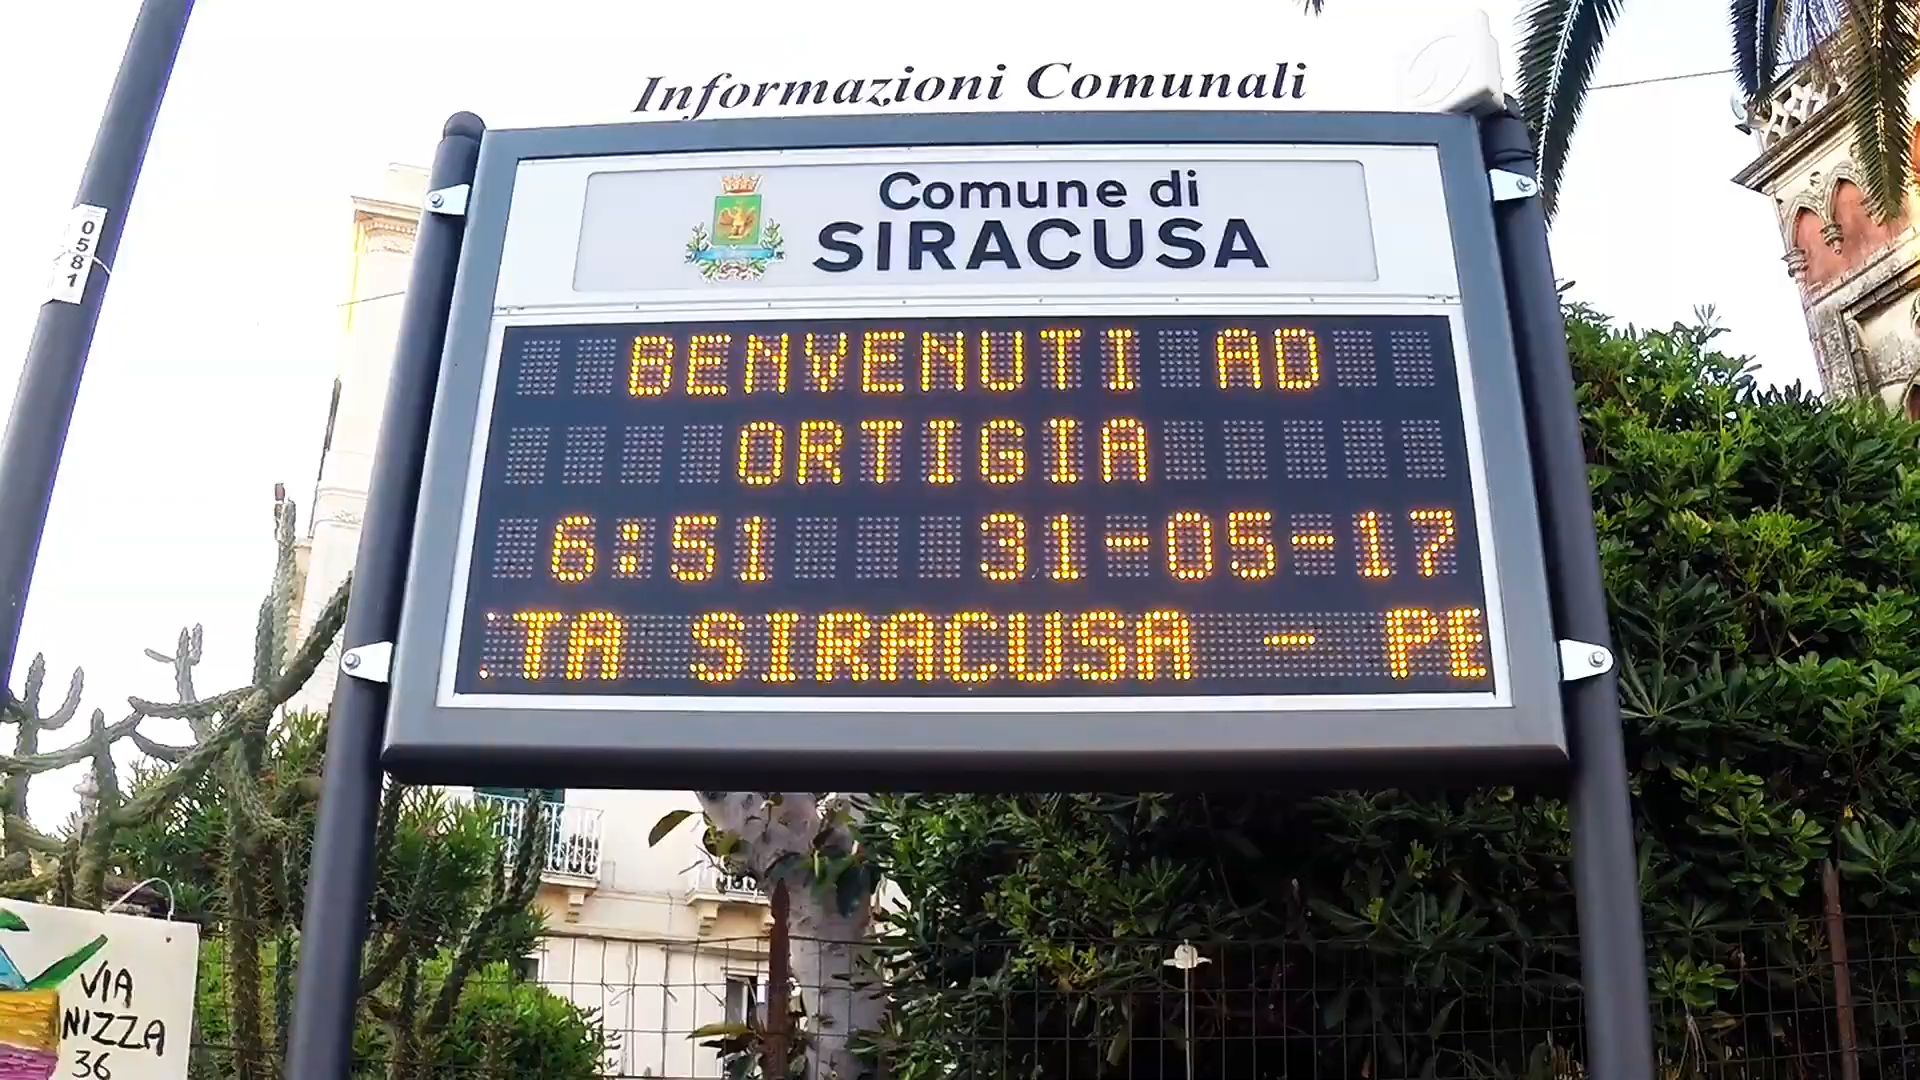 Informazioni Comunali
Comune di
SIRACUSA
BENVENUTI AD
ORTIGIA
6:51 31-05-17
TA SIRACUSA - PE
0581
VIA
NIZZA
36